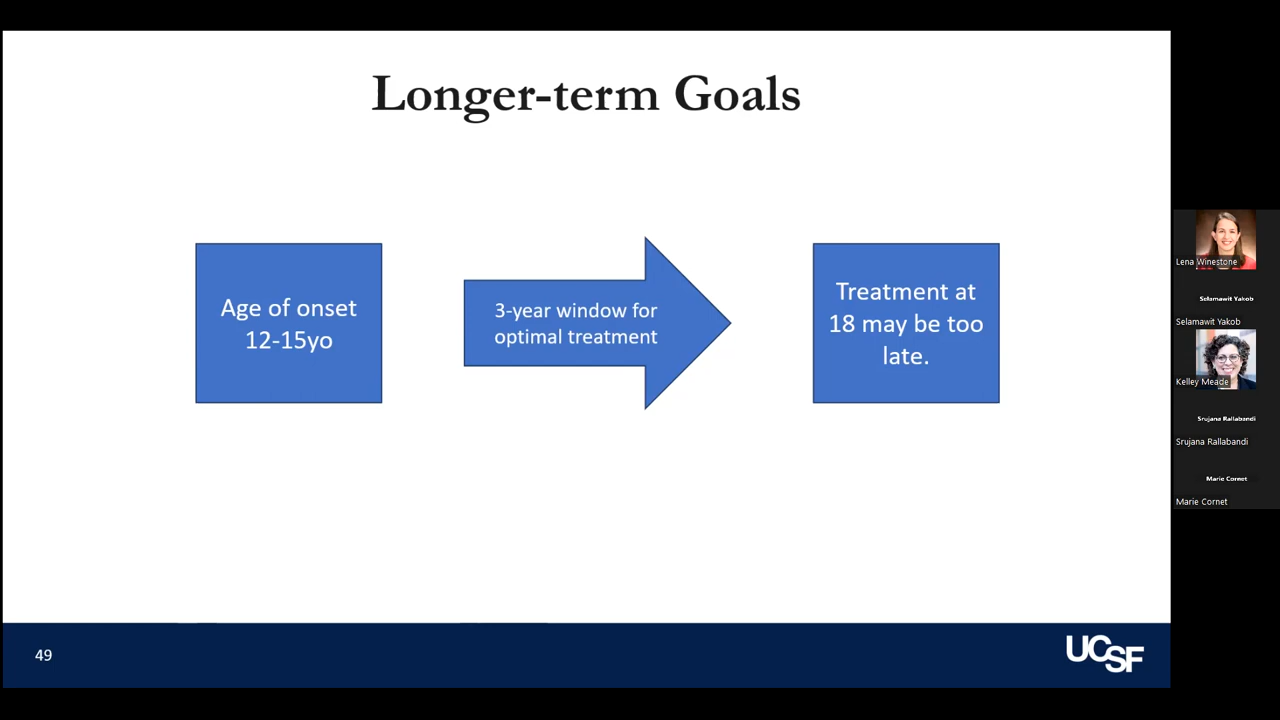 Longer-term Goals
Age of onset
12-15yo
3-year window for
optimal treatment
Treatment at
18 may be too
late.
49
UCSF
Lena Winestone
Selamawit Yakob
Selamawit Yakob
Kelley Meade
Srujana Rallabandi
Srujana Rallabandi
Marie Cornet
Marie Cornet